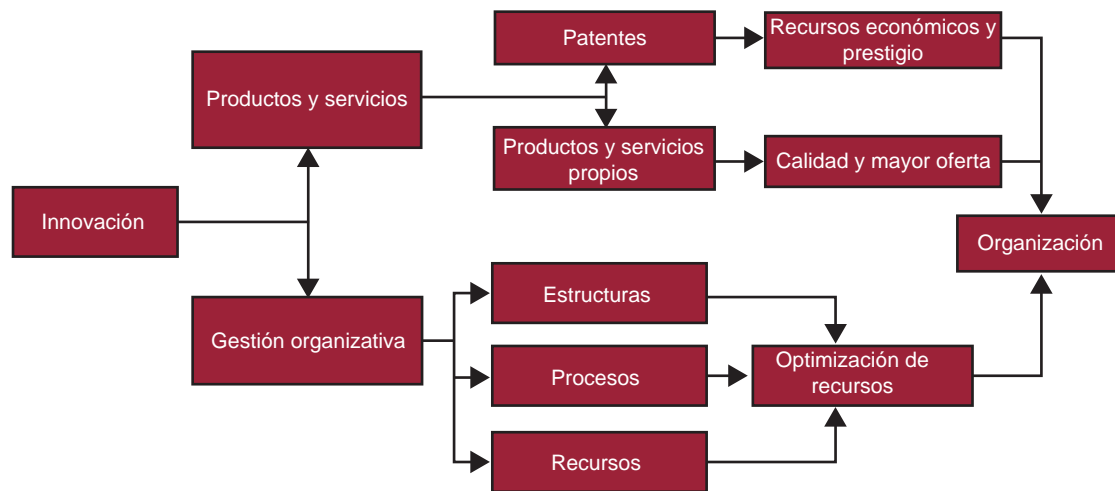 Patentes
Recursos económicos y
prestigio
Productos y servicios
Productos y servicios
propios
Calidad y mayor oferta
Innovación
Organización
Estructuras
Gestión organizativa
Procesos
Optimización de
recursos
Recursos